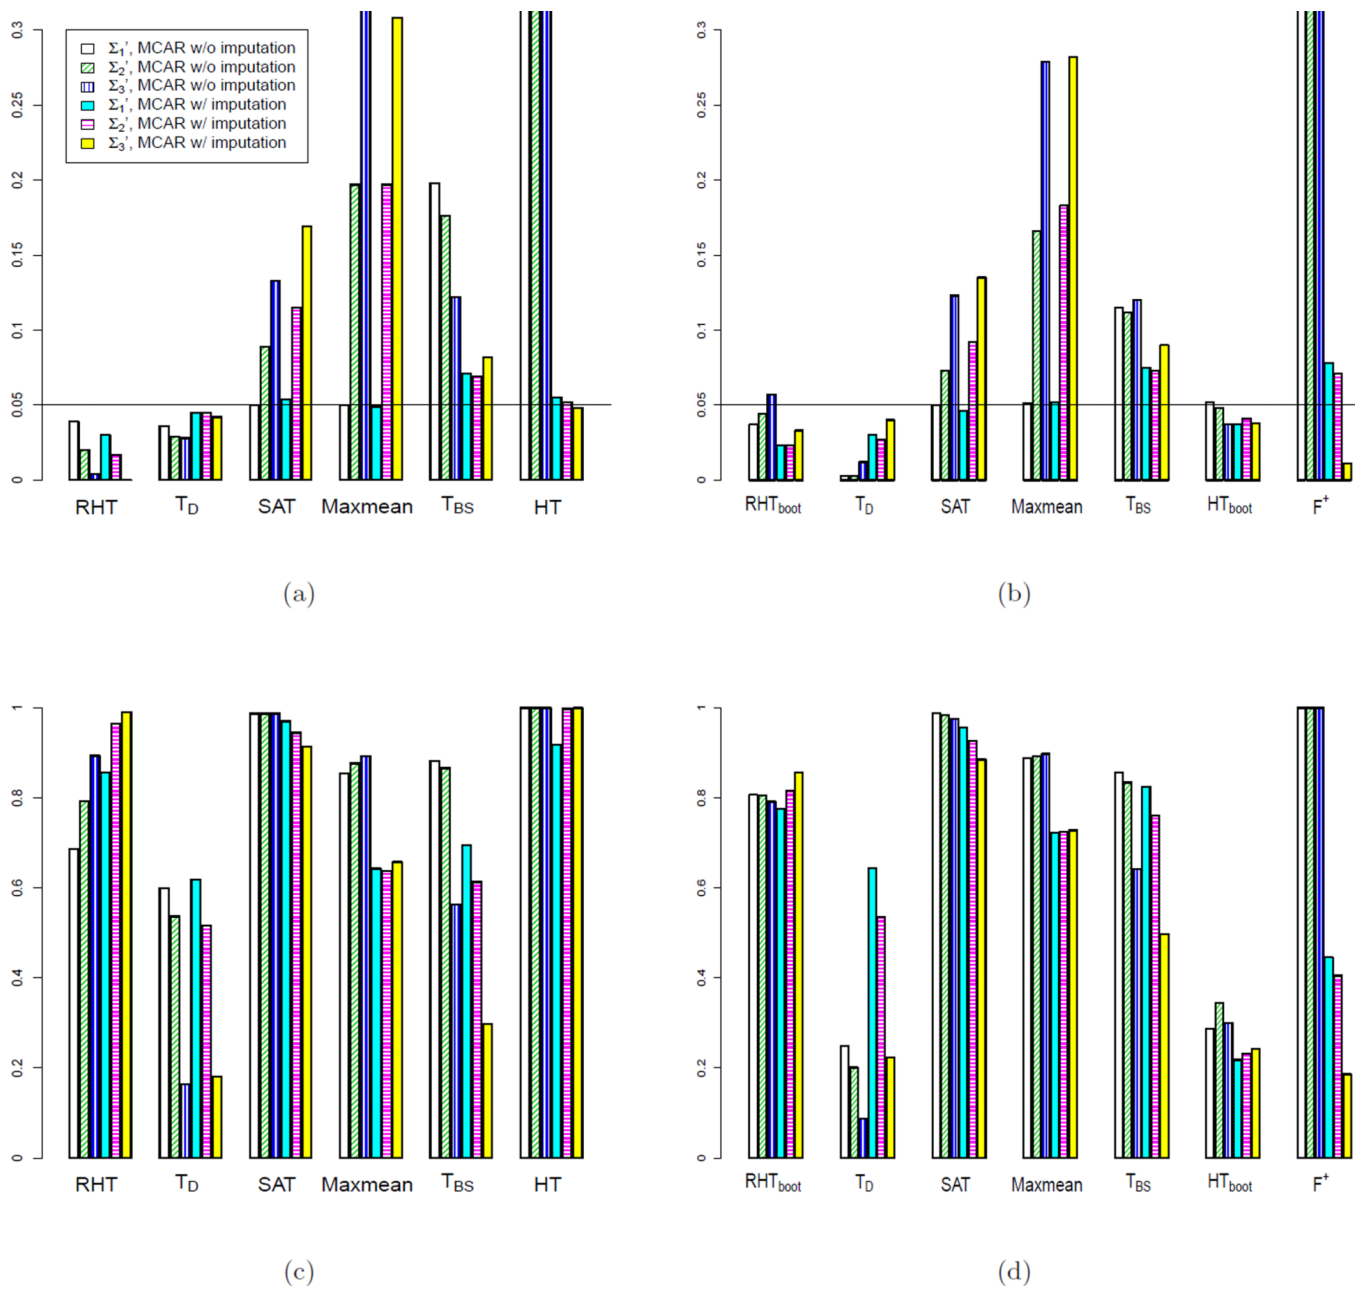 0.3
0.25
0.2
0.15
0.1
0.05
0
Σ1', MCAR w/o imputation
Σ2', MCAR w/o imputation
Σ3', MCAR w/o imputation
Σ1', MCAR w/ imputation
Σ2', MCAR w/ imputation
Σ3', MCAR w/ imputation
RHT TD SAT Maxmean TBS HT
(a)
0.3
0.25
0.2
0.15
0.1
0.05
0
RHTboot TD SAT Maxmean TBS HTboot F+
(b)
1
0.8
0.6
0.4
0.2
0
RHT TD SAT Maxmean TBS HT
(c)
1
0.8
0.6
0.4
0.2
0
RHTboot TD SAT Maxmean TBS HTboot F+
(d)